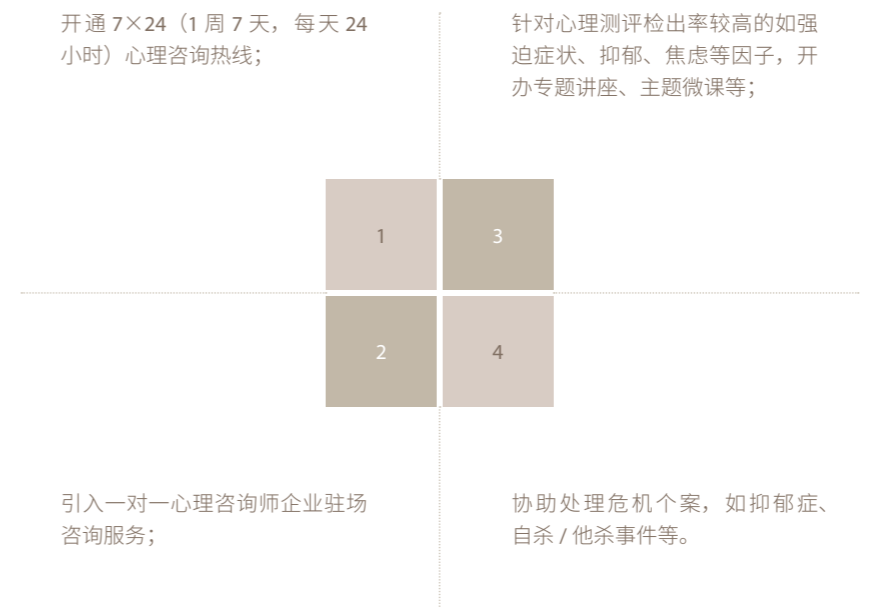 开通 7×24（1 周 7 天，每天 24
小时）心理咨询热线；
针对心理测评检出率较高的如强
迫症状、抑郁、焦虑等因子，开
办专题讲座、主题微课等；
1
3
2
4
引入一对一心理咨询师企业驻场
咨询服务；
协助处理危机个案，如抑郁症、
自杀 / 他杀事件等。